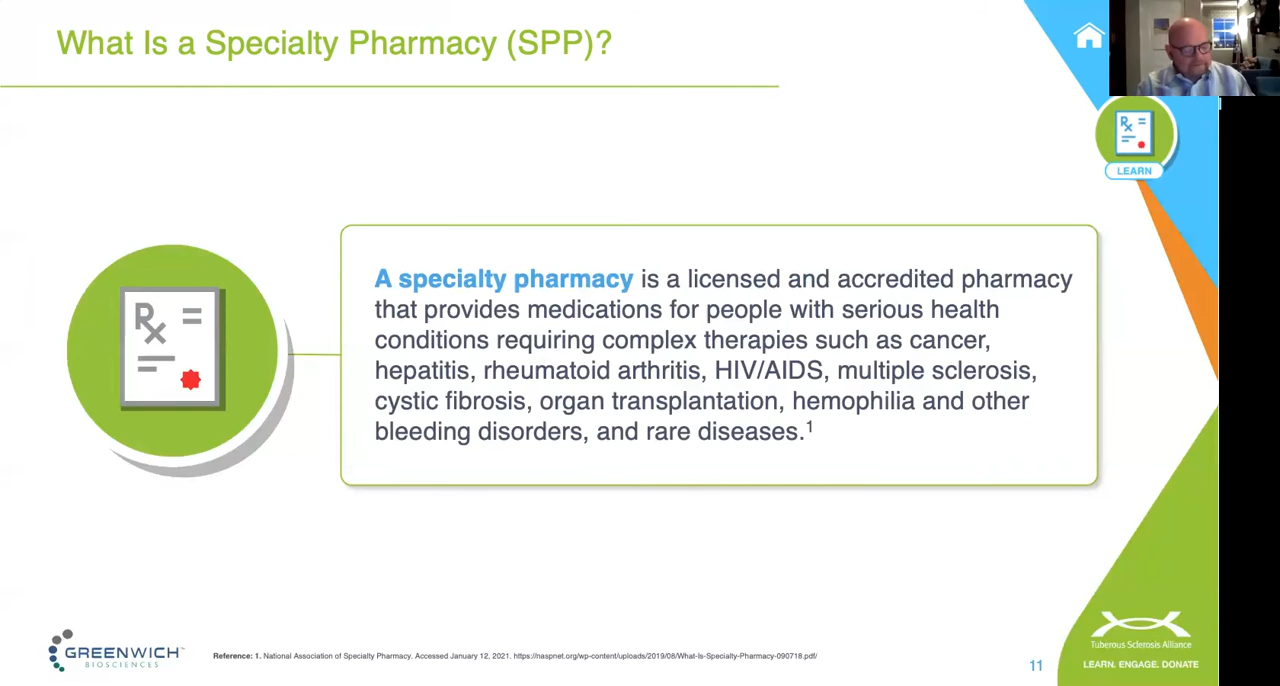 What Is a Specialty Pharmacy (SPP)?
Rx
LEARN
Rx
A specialty pharmacy is a licensed and accredited pharmacy
that provides medications for people with serious health
conditions requiring complex therapies such as cancer,
hepatitis, rheumatoid arthritis, HIV/AIDS, multiple sclerosis,
cystic fibrosis, organ transplantation, hemophilia and other
bleeding disorders, and rare diseases.1
GREENWICH™
BIOSCIENCES
Reference: 1. National Association of Specialty Pharmacy. Accessed January 12, 2021. https://naspnet.org/wp-content/uploads/2019/08/What-Is-Specialty-Pharmacy-090718.pdf/
11
Tuberous Sclerosis Alliance
LEARN. ENGAGE. DONATE